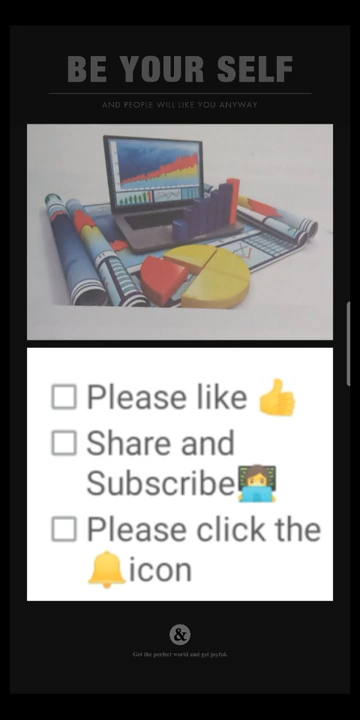 BE YOUR SELF
AND PEOPLE WILL LIKE YOU ANYWAY
☐ Please like 👍
☐ Share and
Subscribe👩‍💻
☐ Please click the
🔔icon
&
Get the perfect world and get joyful.